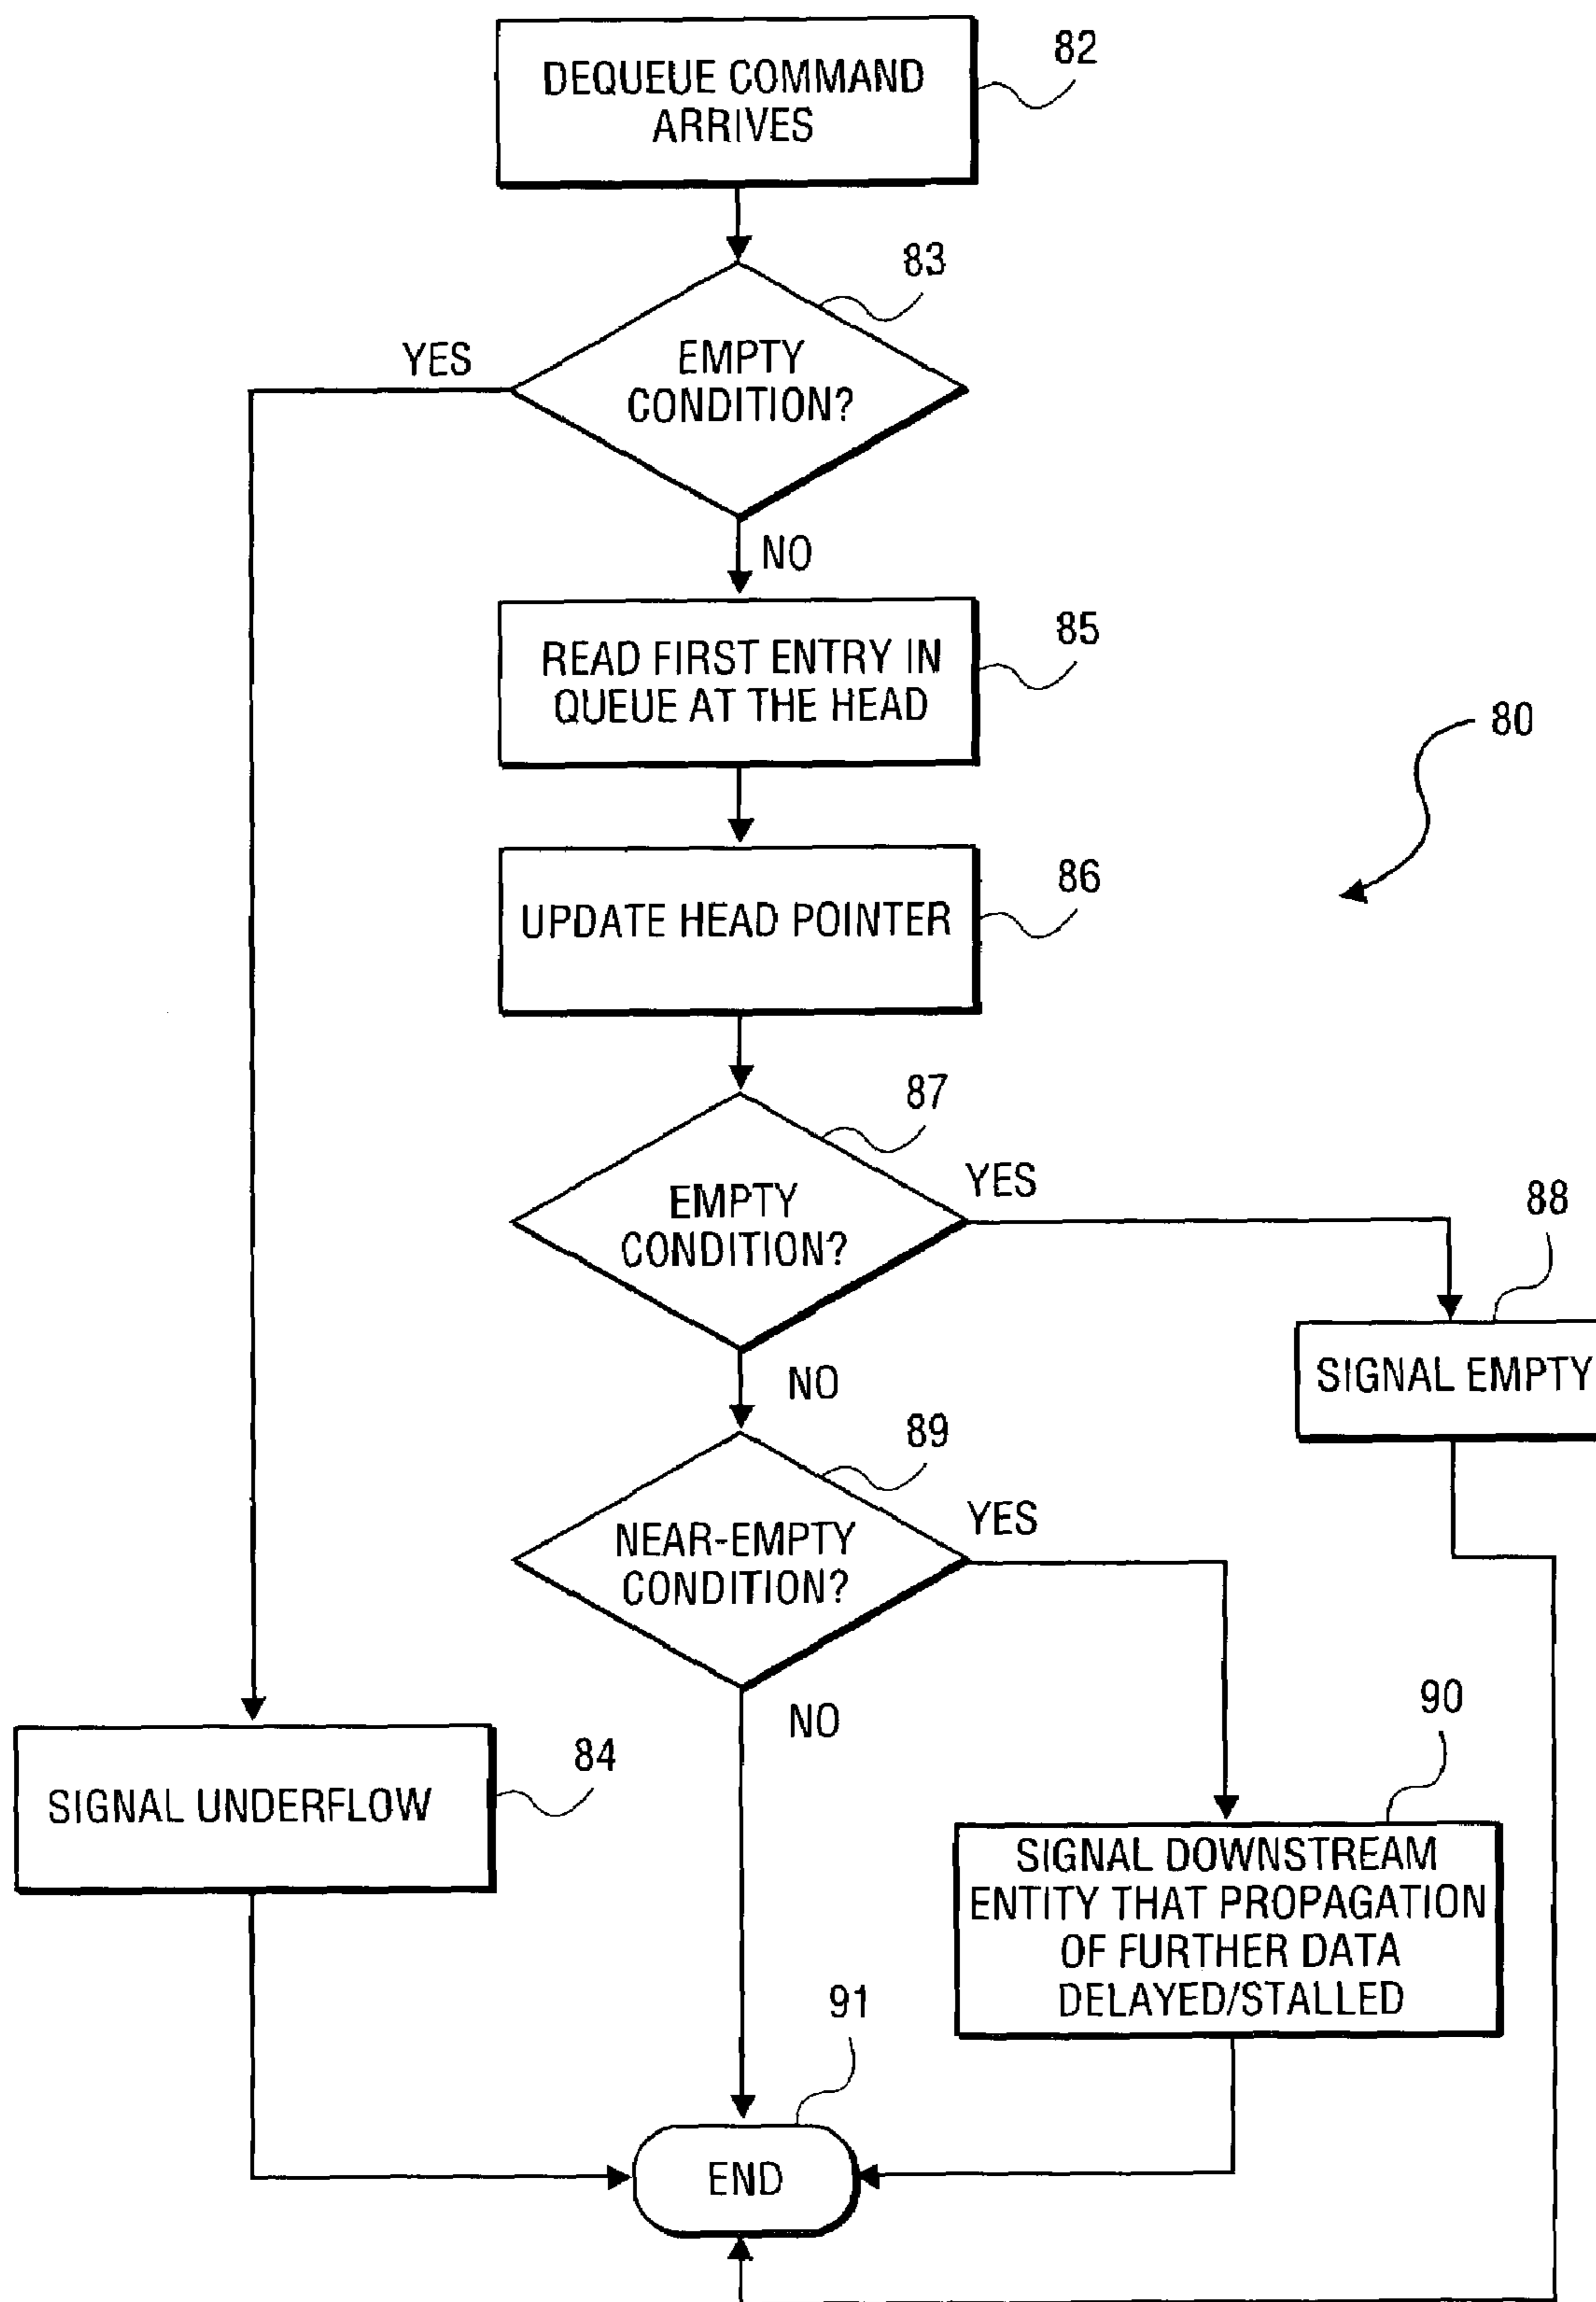 82
DEQUEUE COMMAND
ARRIVES
83
YES
EMPTY
CONDITION?
NO
85
READ FIRST ENTRY IN
QUEUE AT THE HEAD
80
86
UPDATE HEAD POINTER
87
YES
EMPTY
CONDITION?
88
SIGNAL EMPTY
NO
89
YES
NEAR-EMPTY
CONDITION?
90
NO
84
SIGNAL UNDERFLOW
SIGNAL DOWNSTREAM
ENTITY THAT PROPAGATION
OF FURTHER DATA
DELAYED/STALLED
91
END